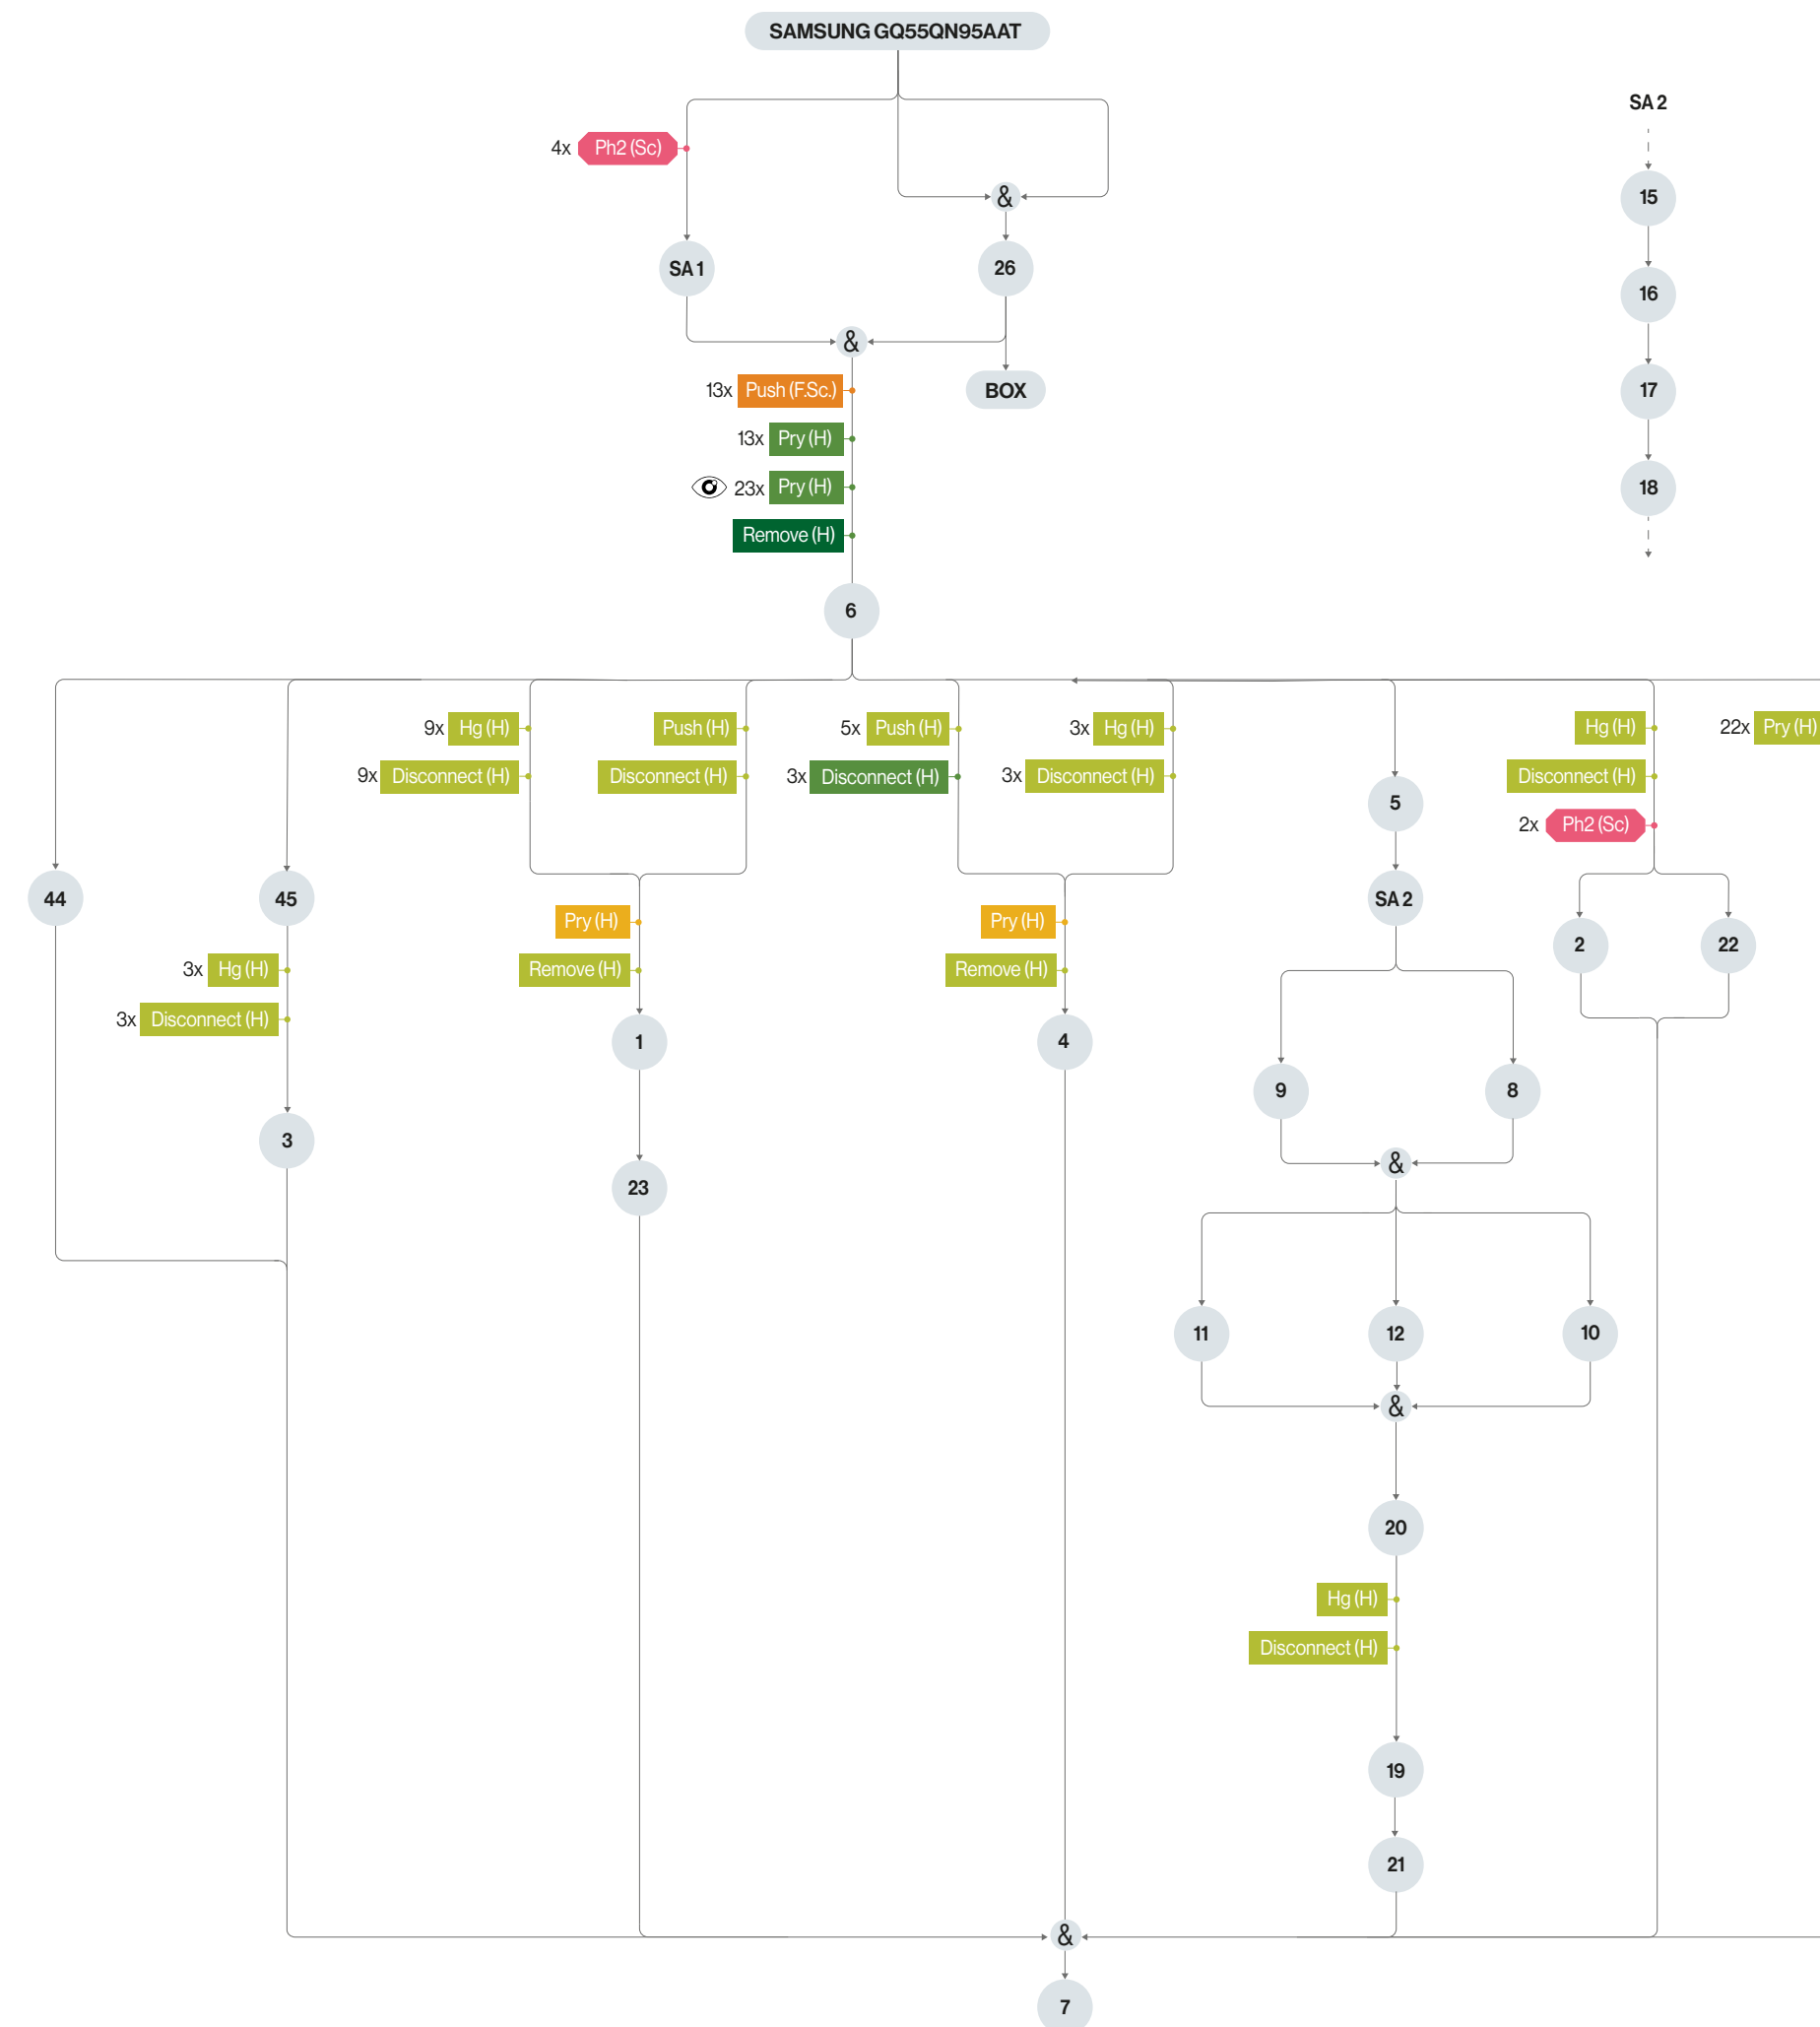 SAMSUNG GQ55QN95AAT
SA 2
4x Ph2 (Sc)
&
15
SA 1
26
16
&
13x Push (F.Sc.)
BOX
17
13x Pry (H)
23x Pry (H)
18
Remove (H)
6
9x Hg (H)
Push (H)
5x Push (H)
3x Hg (H)
Hg (H)
22x Pry (H)
9x Disconnect (H)
Disconnect (H)
3x Disconnect (H)
3x Disconnect (H)
Disconnect (H)
5
2x Ph2 (Sc)
44
45
SA 2
Pry (H)
Pry (H)
2
22
3x Hg (H)
Remove (H)
Remove (H)
3x Disconnect (H)
1
4
9
8
3
&
23
11
12
10
&
20
Hg (H)
Disconnect (H)
19
21
&
7